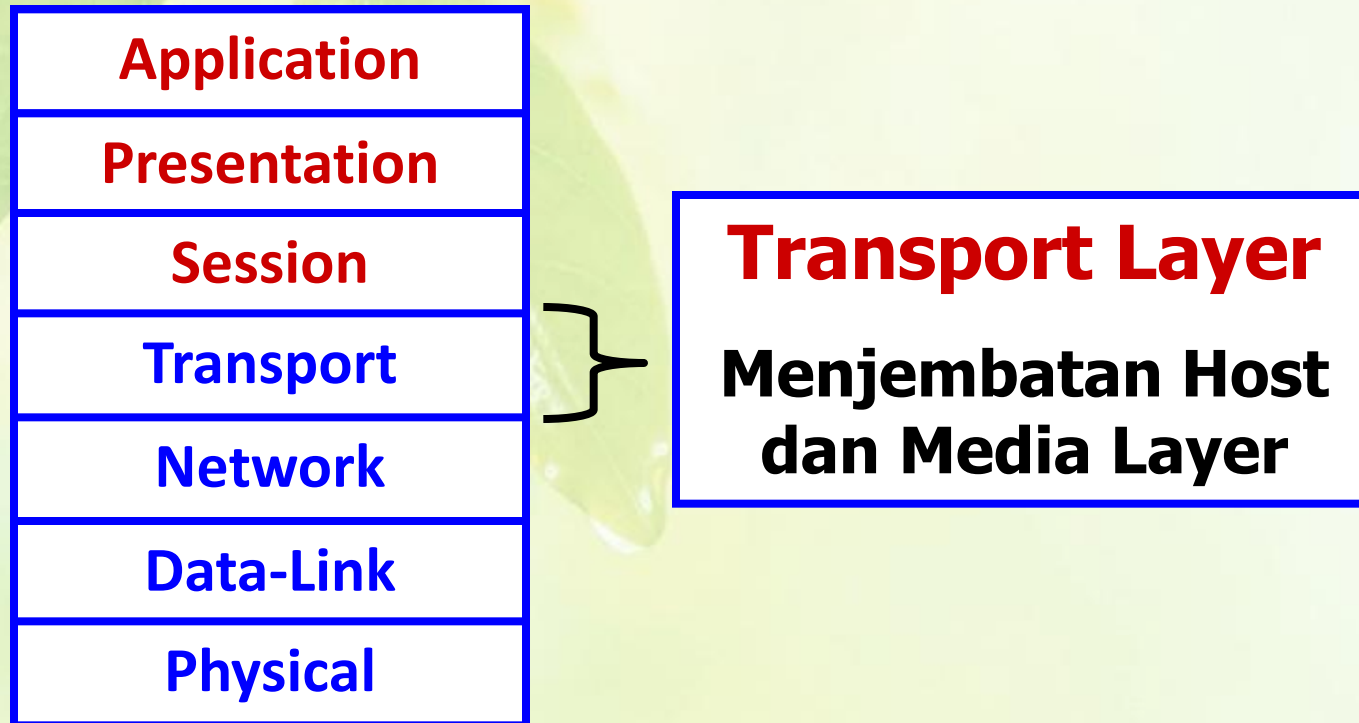 Application
Presentation
Session
Transport
Network
Data-Link
Physical
Transport Layer
Menjembatan Host
dan Media Layer